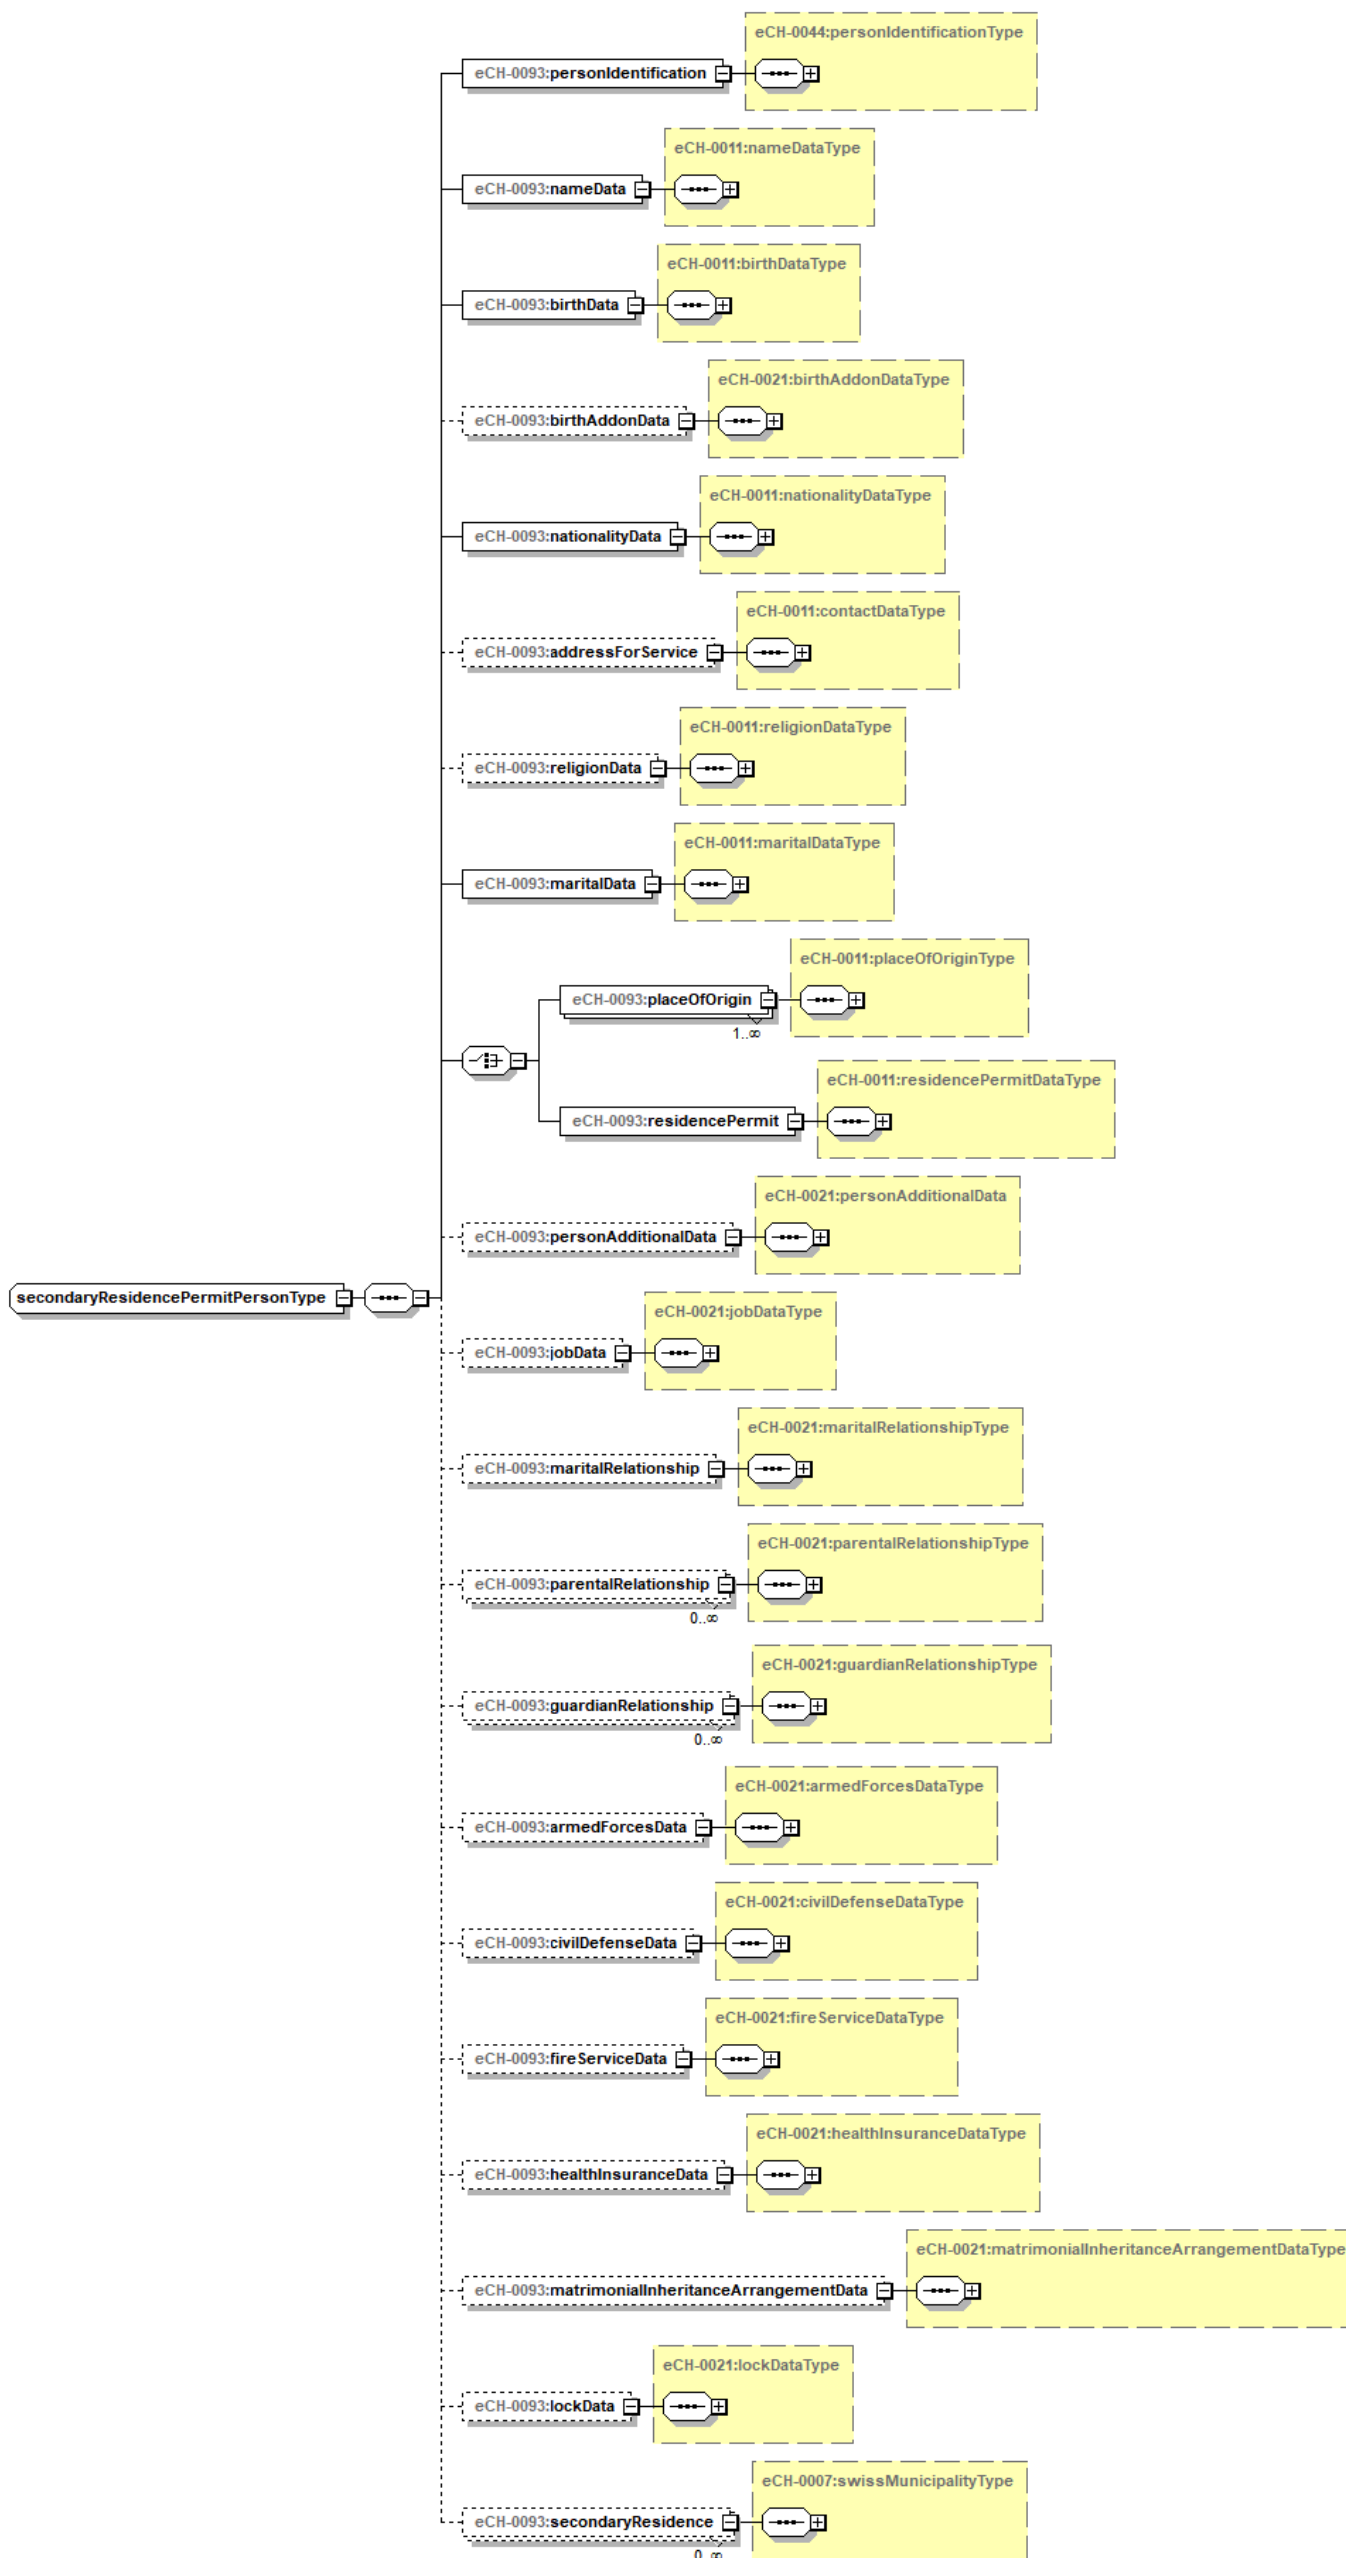 eCH-0044:personIdentificationType
eCH-0093:personIdentification
eCH-0011:nameDataType
eCH-0093:nameData
eCH-0011:birthDataType
eCH-0093:birthData
eCH-0021:birthAddonDataType
eCH-0093:birthAddonData
eCH-0011:nationalityDataType
eCH-0093:nationalityData
eCH-0011:contactDataType
eCH-0093:addressForService
eCH-0011:religionDataType
eCH-0093:religionData
eCH-0011:maritalDataType
eCH-0093:maritalData
eCH-0011:placeOfOriginType
eCH-0093:placeOfOrigin
1..∞
eCH-0011:residencePermitDataType
eCH-0093:residencePermit
eCH-0021:personAdditionalData
eCH-0093:personAdditionalData
secondaryResidencePermitPersonType
eCH-0021:jobDataType
eCH-0093:jobData
eCH-0021:maritalRelationshipType
eCH-0093:maritalRelationship
eCH-0021:parentalRelationshipType
eCH-0093:parentalRelationship
0..∞
eCH-0021:guardianRelationshipType
eCH-0093:guardianRelationship
0..∞
eCH-0021:armedForcesDataType
eCH-0093:armedForcesData
eCH-0021:civilDefenseDataType
eCH-0093:civilDefenseData
eCH-0021:fireServiceDataType
eCH-0093:fireServiceData
eCH-0021:healthInsuranceDataType
eCH-0093:healthInsuranceData
eCH-0021:matrimonialInheritanceArrangementDataType
eCH-0093:matrimonialInheritanceArrangementData
eCH-0021:lockDataType
eCH-0093:lockData
eCH-0007:swissMunicipalityType
eCH-0093:secondaryResidence
0..∞